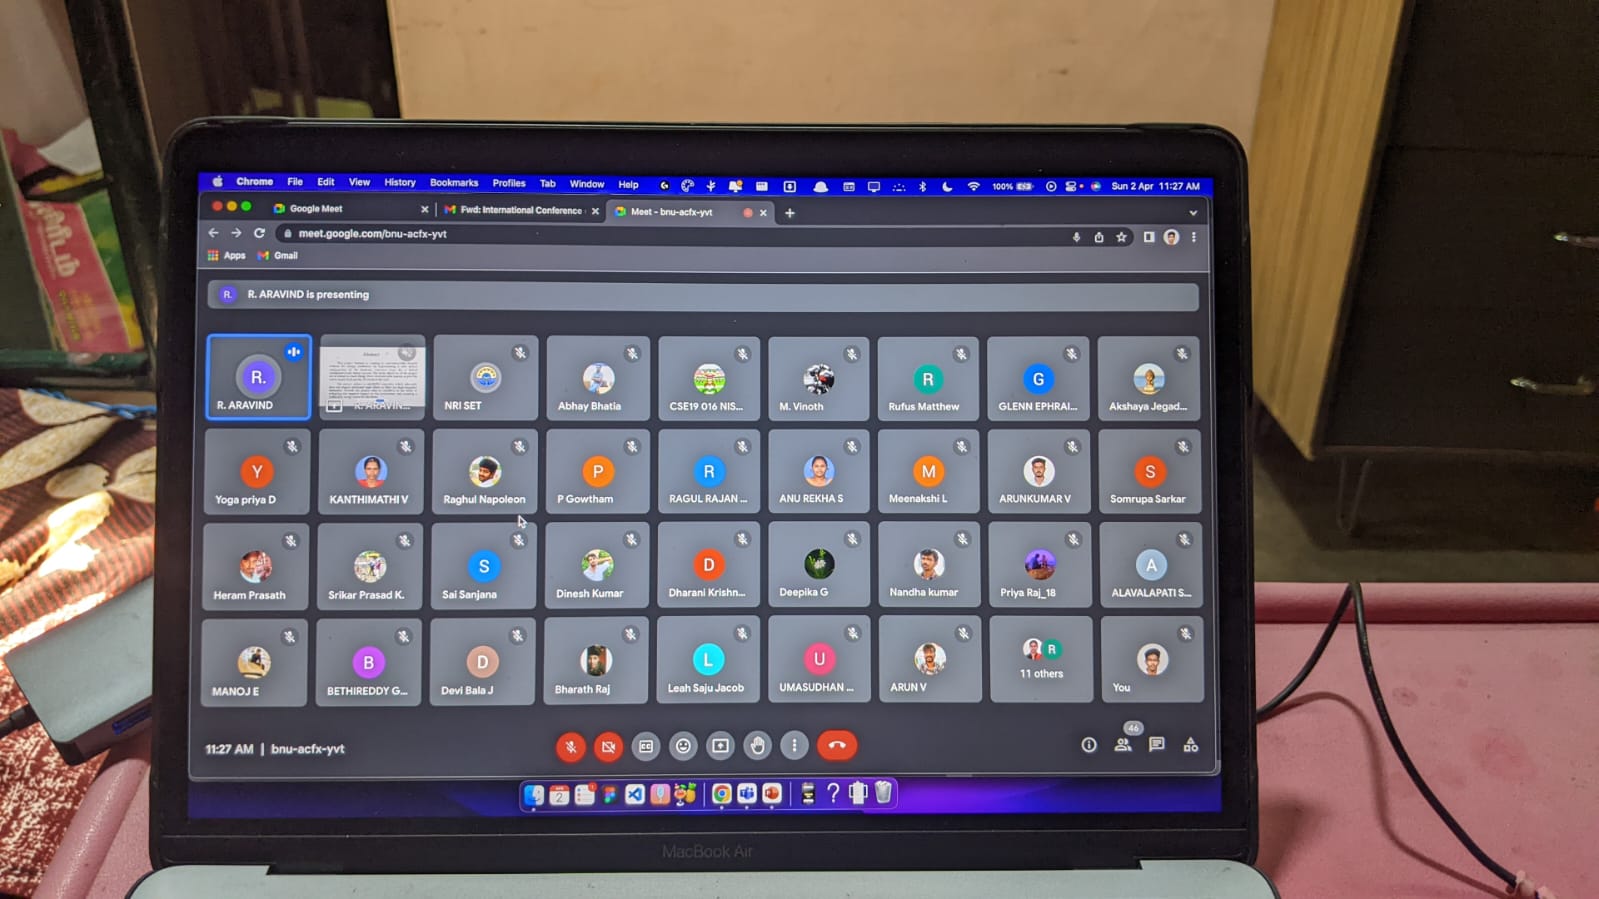 Chrome File Edit View History Bookmarks Profiles Tab Window Help 100% Sun 2 Apr 11:27 AM
Google Meet Fwd: International Conference Meet - bnu-acfx-yvt
meet.google.com/bnu-acfx-yvt
Apps Gmail
R. R. ARAVIND is presenting
R.
Abstract
R
G
R. ARAVIND R. ARAVIN... NRI SET Abhay Bhatia CSE19 016 NIS... M. Vinoth Rufus Matthew GLENN EPHRAI... Akshaya Jegad...
Y P R M S
Yoga priya D KANTHIMATHI V Raghul Napoleon P Gowtham RAGUL RAJAN ... ANU REKHA S Meenakshi L ARUNKUMAR V Somrupa Sarkar
S D A
Heram Prasath Srikar Prasad K. Sai Sanjana Dinesh Kumar Dharani Krishn... Deepika G Nandha kumar Priya Raj_18 ALAVALAPATI S...
B D L U R
MANOJ E BETHIREDDY G... Devi Bala J Bharath Raj Leah Saju Jacob UMASUDHAN ... ARUN V 11 others You
11:27 AM | bnu-acfx-yvt 46
MacBook Air